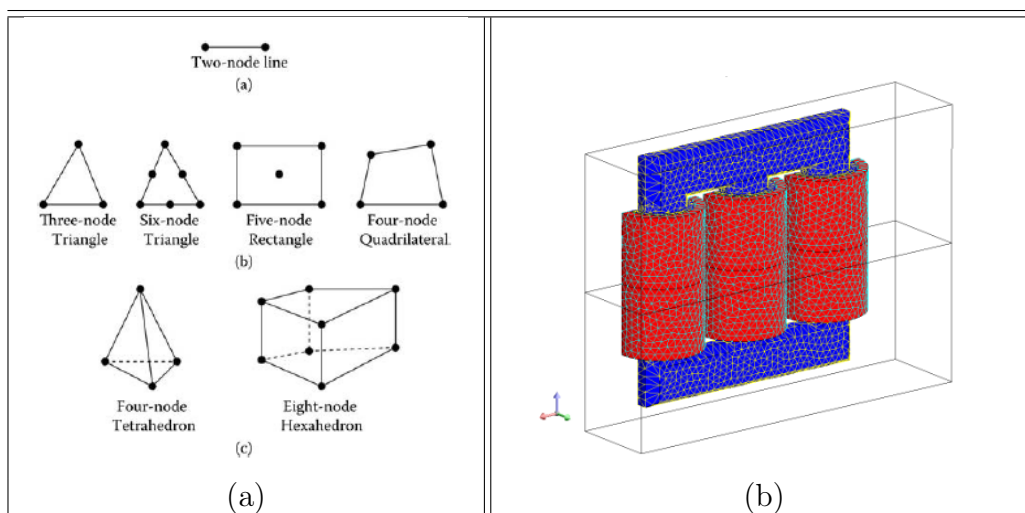 Two-node line
(a)
Three-node
Triangle
Six-node
Triangle
Five-node
Rectangle
Four-node
Quadrilateral
(b)
Four-node
Tetrahedron
Eight-node
Hexahedron
(c)
(a)
(b)